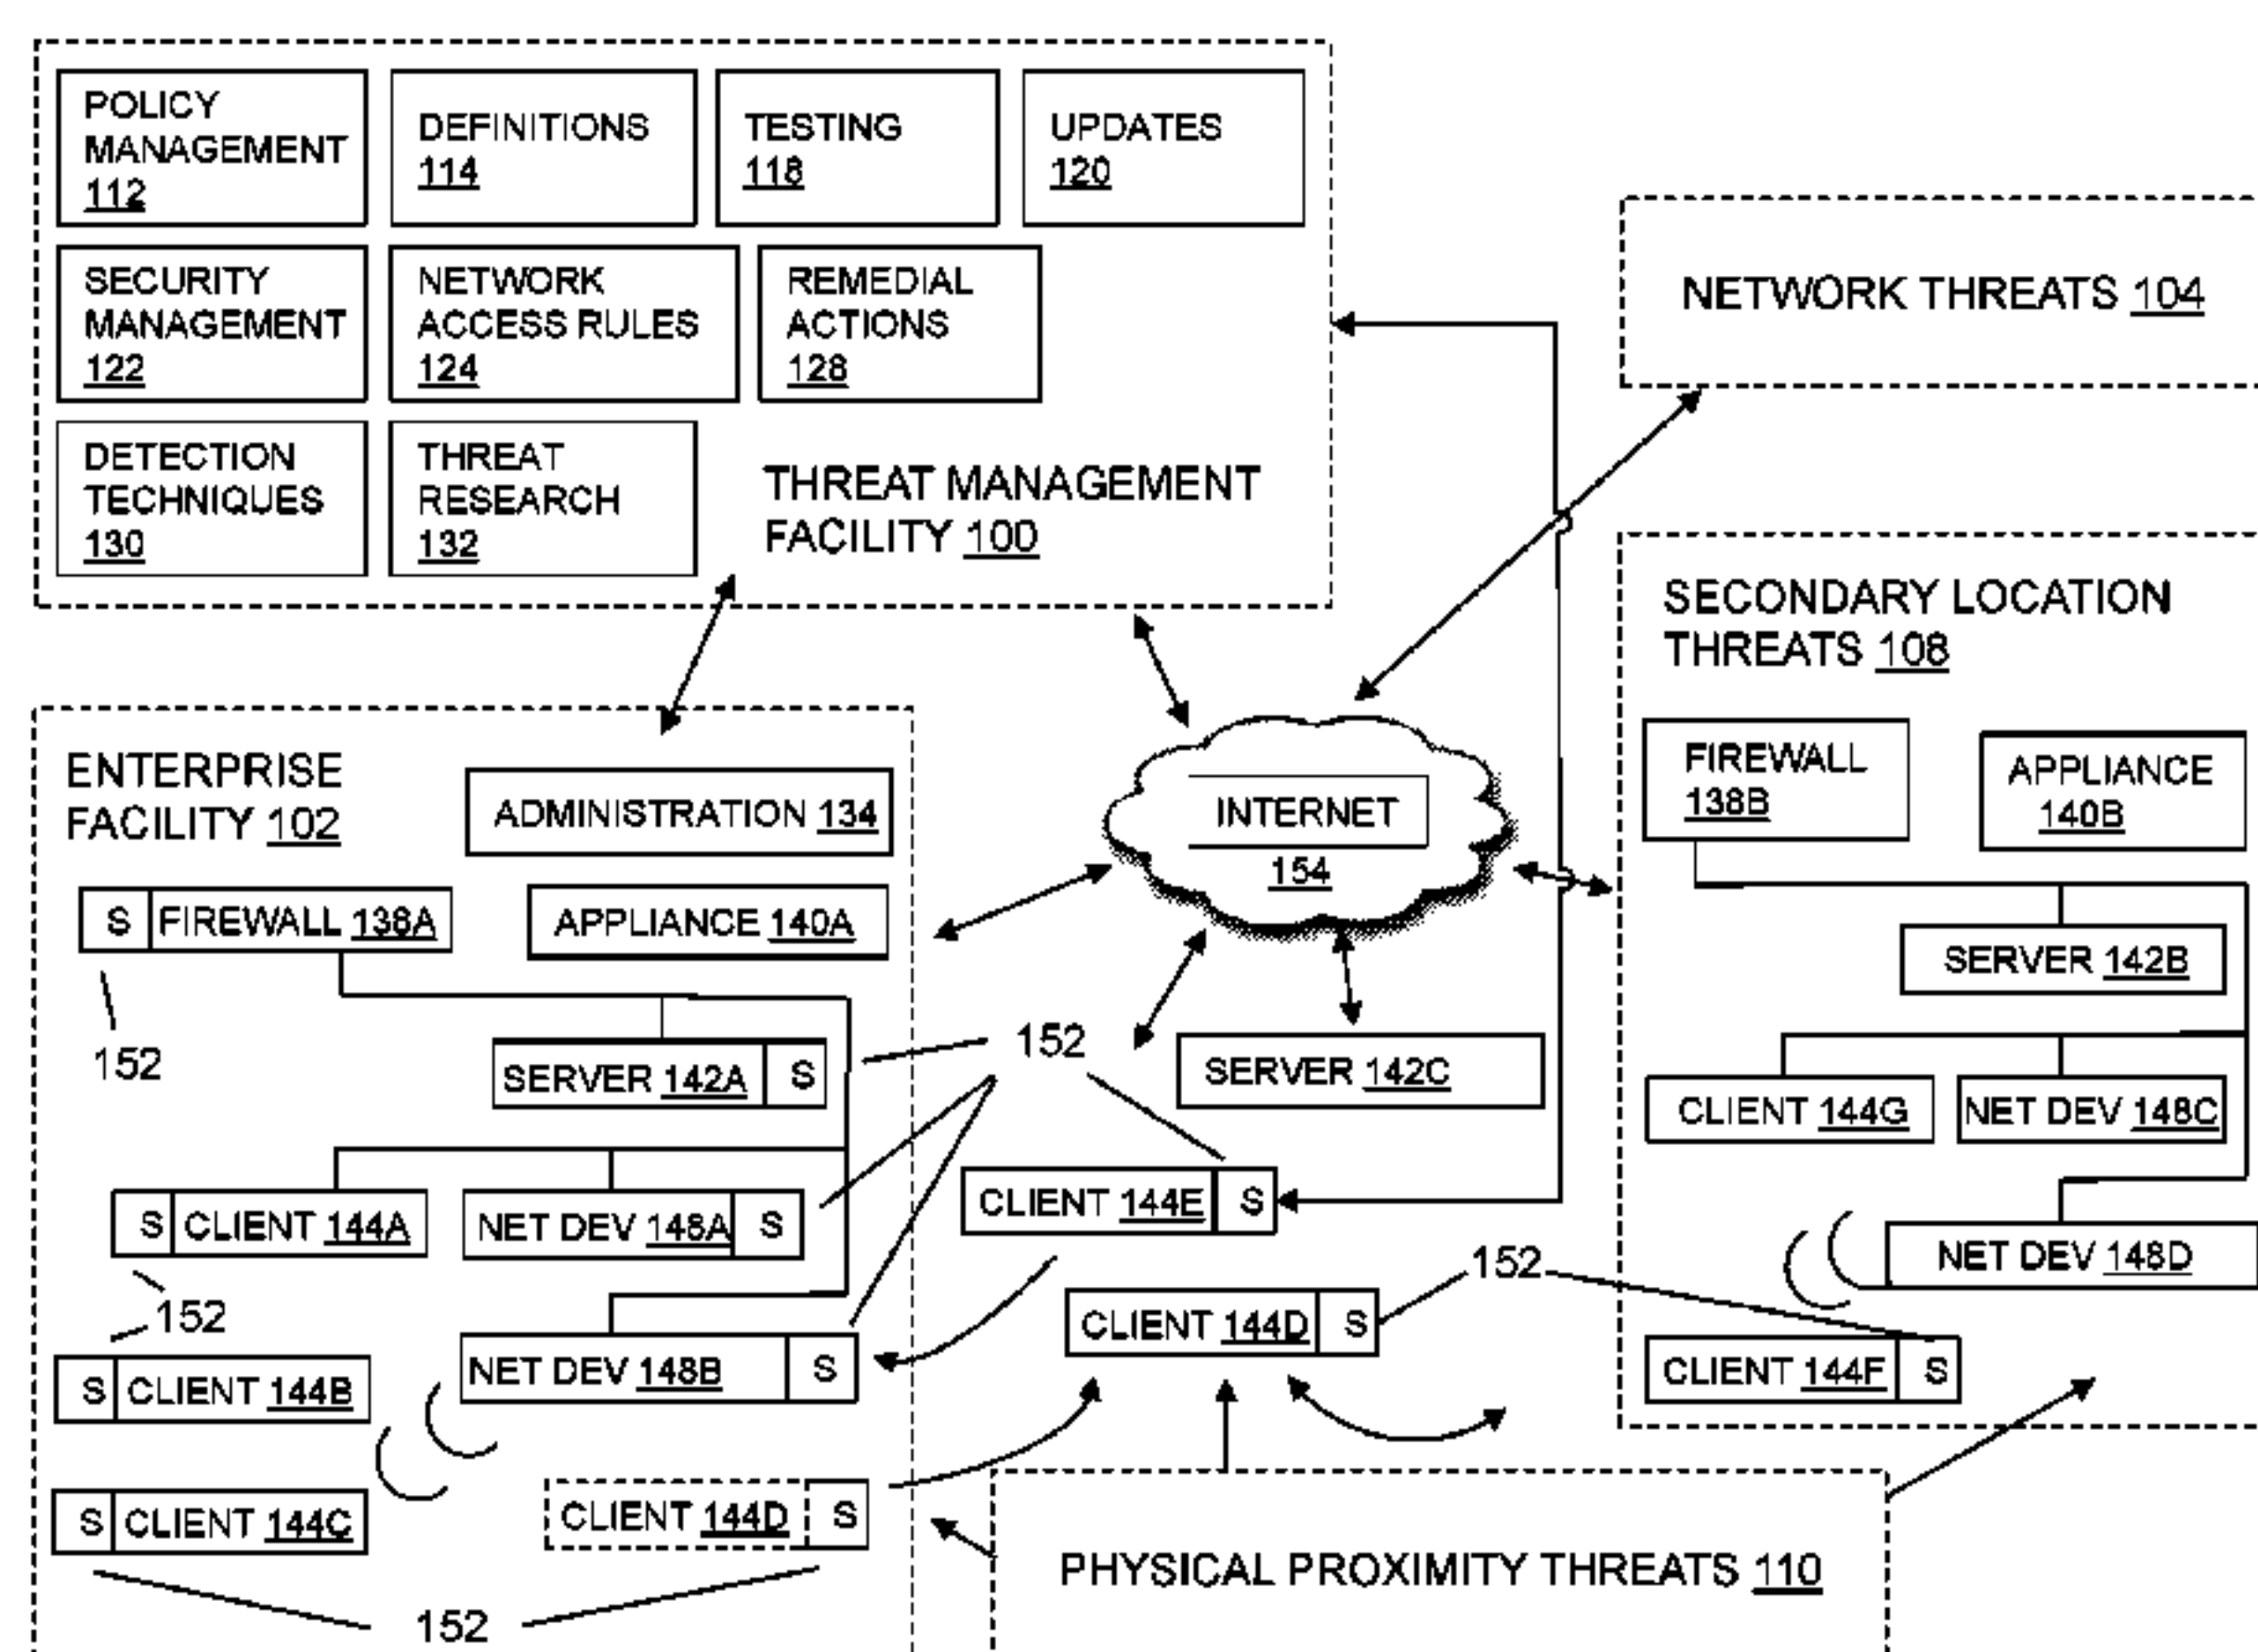 POLICY
MANAGEMENT
112
DEFINITIONS
114
TESTING
118
UPDATES
120
SECURITY
MANAGEMENT
122
NETWORK
ACCESS RULES
124
REMEDIAL
ACTIONS
128
DETECTION
TECHNIQUES
130
THREAT
RESEARCH
132
THREAT MANAGEMENT
FACILITY 100
NETWORK THREATS 104
SECONDARY LOCATION
THREATS 108
FIREWALL
138B
APPLIANCE
140B
SERVER 142B
CLIENT 144G
NET DEV 148C
NET DEV 148D
CLIENT 144F S
ENTERPRISE
FACILITY 102
ADMINISTRATION 134
S FIREWALL 138A
APPLIANCE 140A
152
SERVER 142A S
S CLIENT 144A
NET DEV 148A S
152
S CLIENT 144B
NET DEV 148B S
S CLIENT 144C
CLIENT 144D S
152
INTERNET
154
152
SERVER 142C
CLIENT 144E S
152
CLIENT 144D S
PHYSICAL PROXIMITY THREATS 110